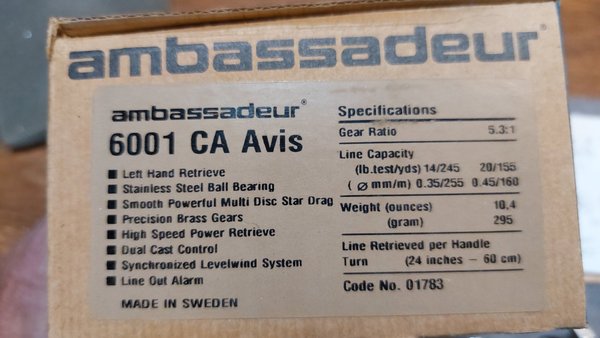 ambassadeur®
ambassadeur®
6001 CA Avis
■ Left Hand Retrieve
■ Stainless Steel Ball Bearing
■ Smooth Powerful Multi Disc Star Drag
■ Precision Brass Gears
■ High Speed Power Retrieve
■ Dual Cast Control
■ Synchronized Levelwind System
■ Line Out Alarm
MADE IN SWEDEN
Specifications
Gear Ratio 5.3:1
Line Capacity
(lb.test/yds) 14/245 20/155
( ⌀ mm/m) 0.35/255 0.45/160
Weight (ounces) 10,4
(gram) 295
Line Retrieved per Handle
Turn (24 inches – 60 cm)
Code No. 01783